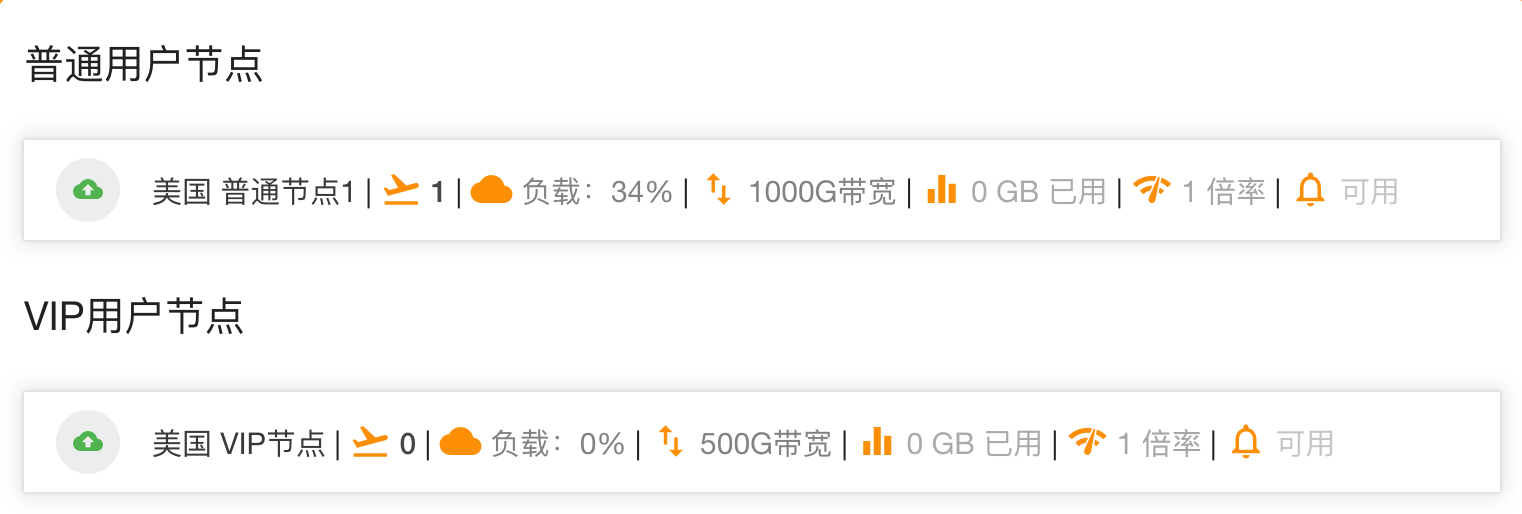 普通用户节点
美国 普通节点1 | 1 | 负载：34% | 1000G带宽 | 0 GB 已用 | 1 倍率 | 可用
VIP用户节点
美国 VIP节点 | 0 | 负载：0% | 500G带宽 | 0 GB 已用 | 1 倍率 | 可用